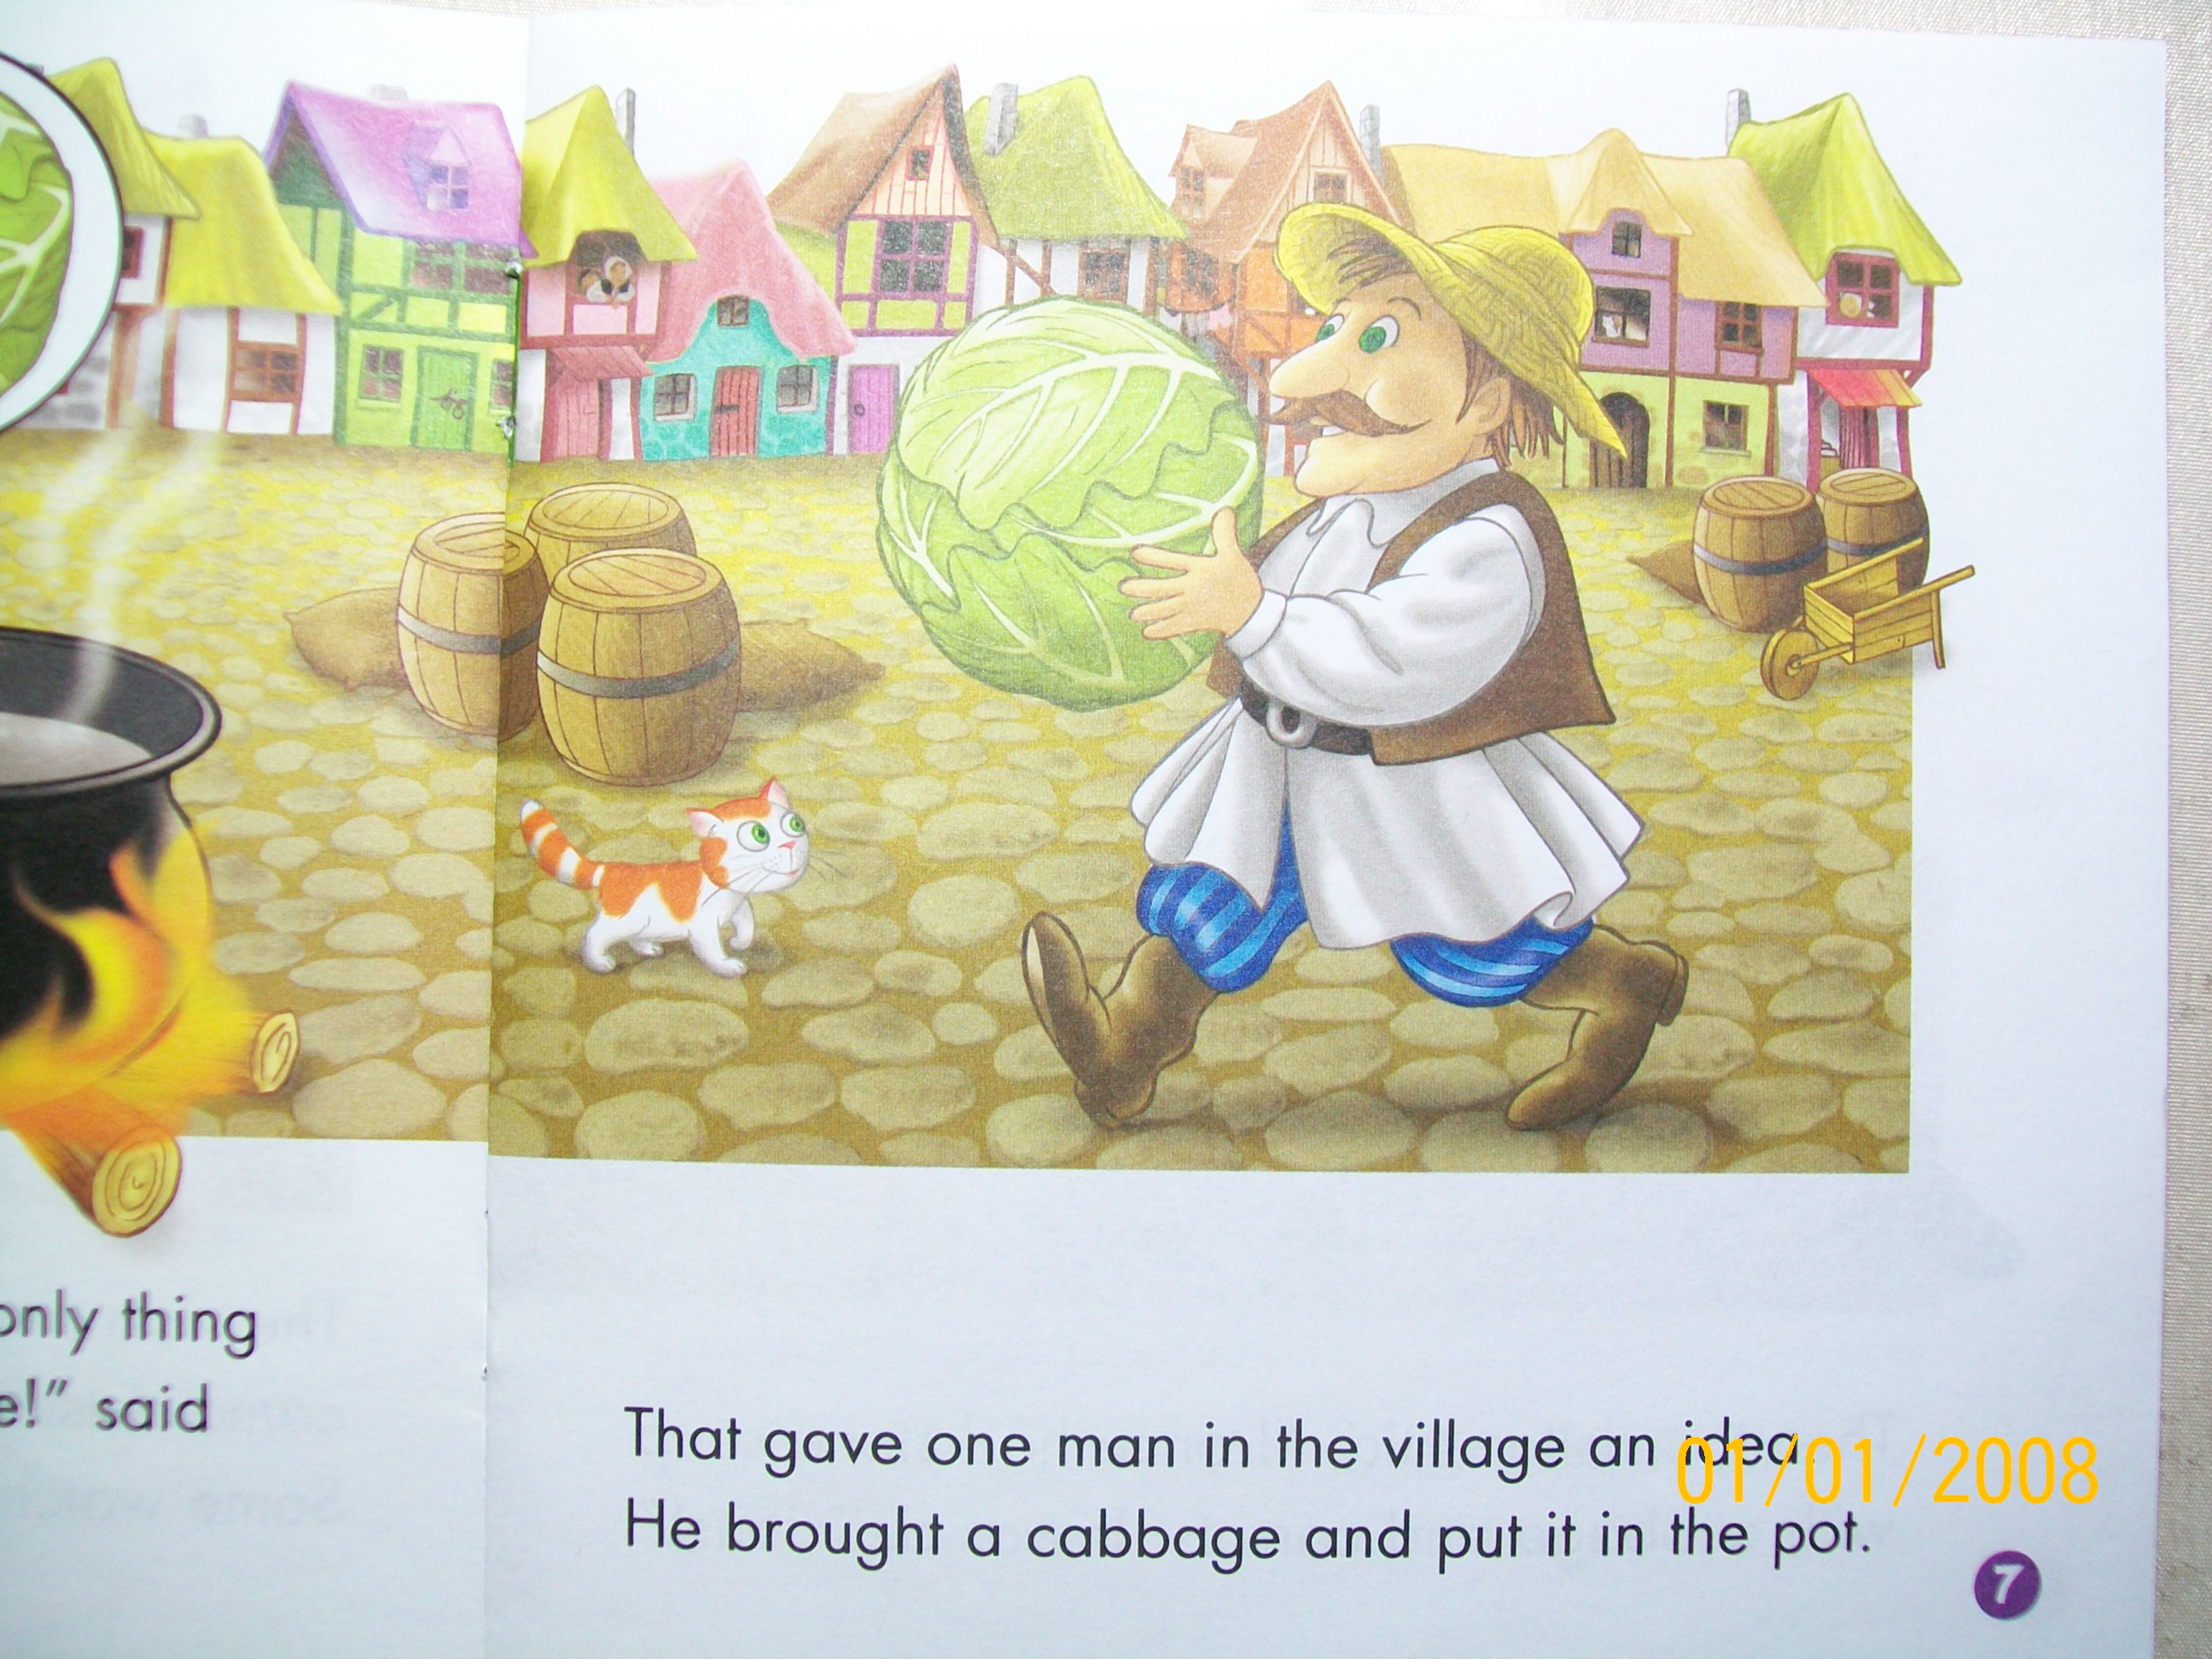 only thing
e!” said
That gave one man in the village an idea.
He brought a cabbage and put it in the pot.
01/01/2008
7